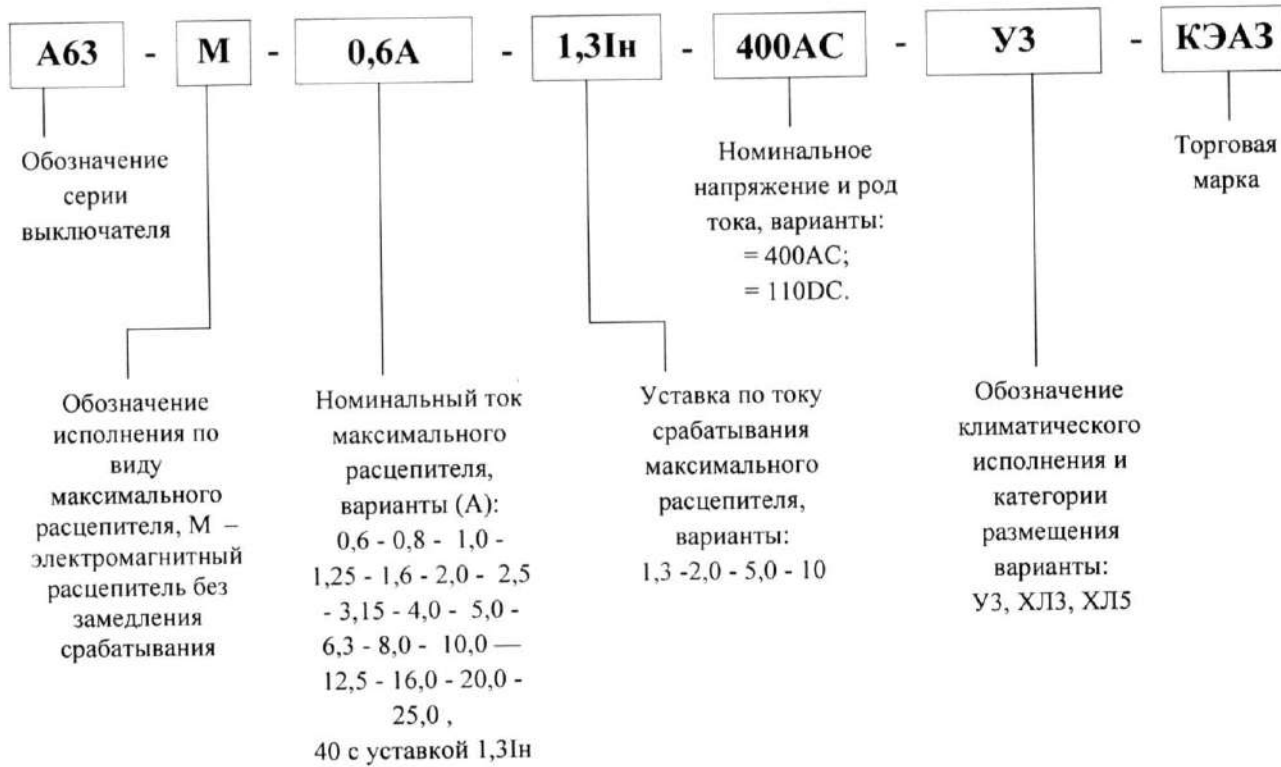 А63 - М - 0,6А - 1,3Iн - 400АС - У3 - КЭАЗ
Обозначение
серии
выключателя
Номинальное
напряжение и род
тока, варианты:
= 400АС;
= 110DC.
Торговая
марка
Обозначение
исполнения по
виду
максимального
расцепителя, М –
электромагнитный
расцепитель без
замедления
срабатывания
Номинальный ток
максимального
расцепителя,
варианты (А):
0,6 - 0,8 - 1,0 -
1,25 - 1,6 - 2,0 - 2,5
- 3,15 - 4,0 - 5,0 -
6,3 - 8,0 - 10,0 —
12,5 - 16,0 - 20,0 -
25,0 ,
40 с уставкой 1,3Iн
Уставка по току
срабатывания
максимального
расцепителя,
варианты:
1,3 -2,0 - 5,0 - 10
Обозначение
климатического
исполнения и
категории
размещения
варианты:
У3, ХЛ3, ХЛ5